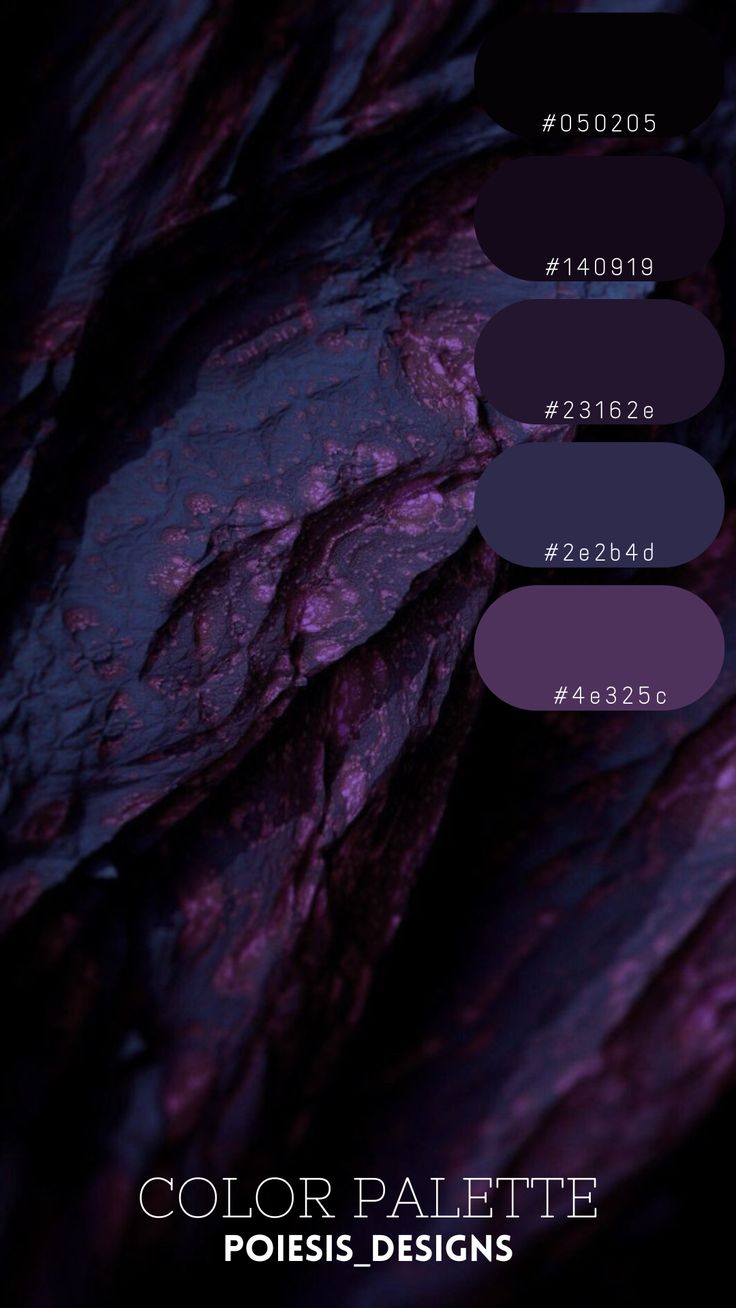 #050205
#140919
#23162e
#2e2b4d
#4e325c
COLOR PALETTE
POIESIS_DESIGNS